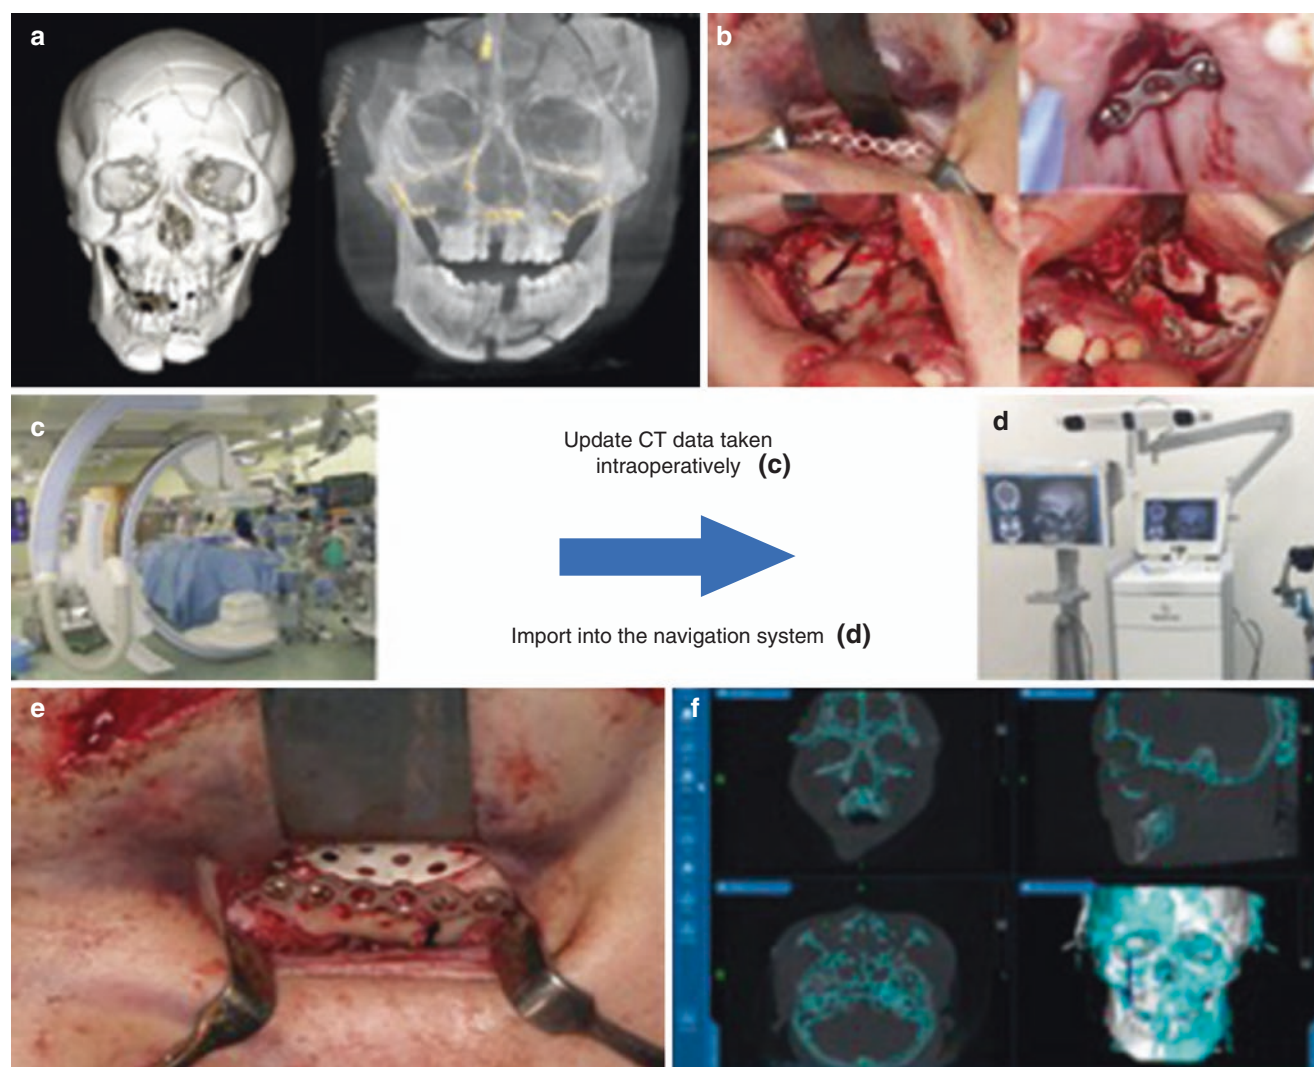 a
b
c
Update CT data taken
intraoperatively (c)
d
Import into the navigation system (d)
e
f